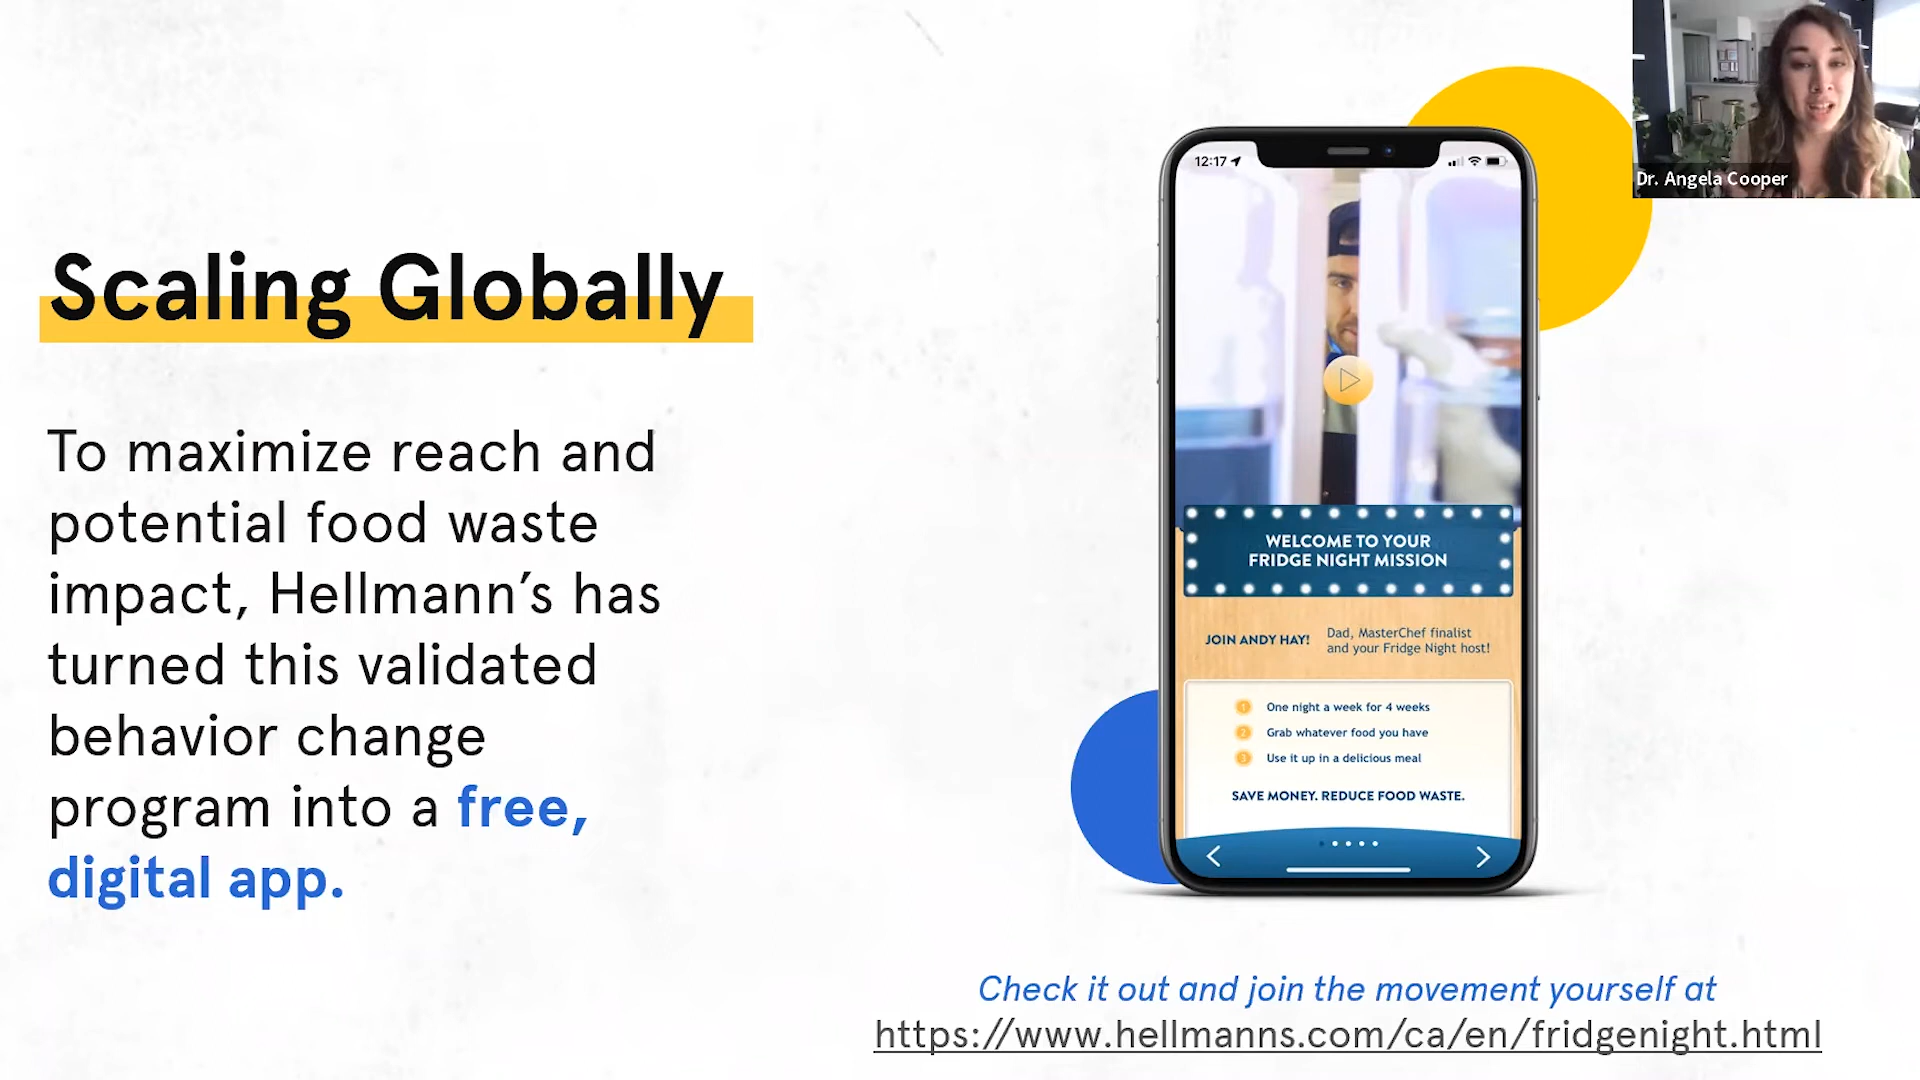 Scaling Globally
To maximize reach and
potential food waste
impact, Hellmann’s has
turned this validated
behavior change
program into a free,
digital app.
12:17
WELCOME TO YOUR
FRIDGE NIGHT MISSION
JOIN ANDY HAY!
Dad, MasterChef finalist
and your Fridge Night host!
1 One night a week for 4 weeks
2 Grab whatever food you have
3 Use it up in a delicious meal
SAVE MONEY. REDUCE FOOD WASTE.
Check it out and join the movement yourself at
https://www.hellmanns.com/ca/en/fridgenight.html
Dr. Angela Cooper